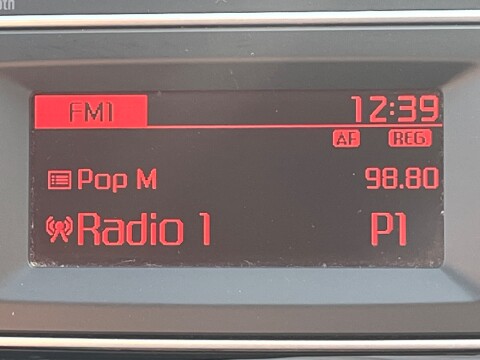 FM1 12:39
AF REG
Pop M 98.80
Radio 1 P1